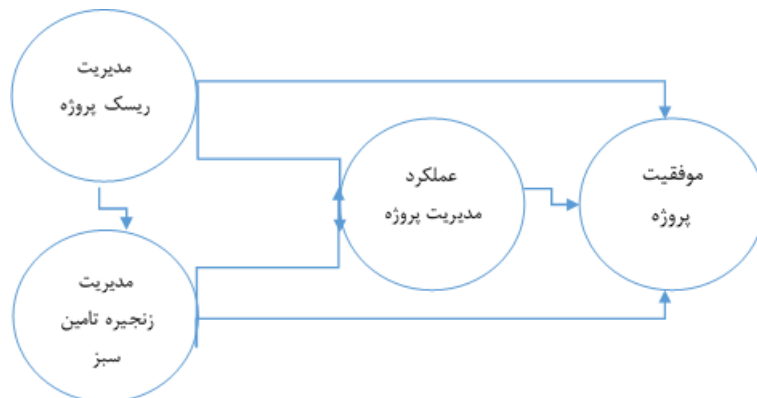 مدیریت
ریسک پروژه
عملکرد
مدیریت پروژه
موفقیت
پروژه
مدیریت
زنجیره تامین
سبز